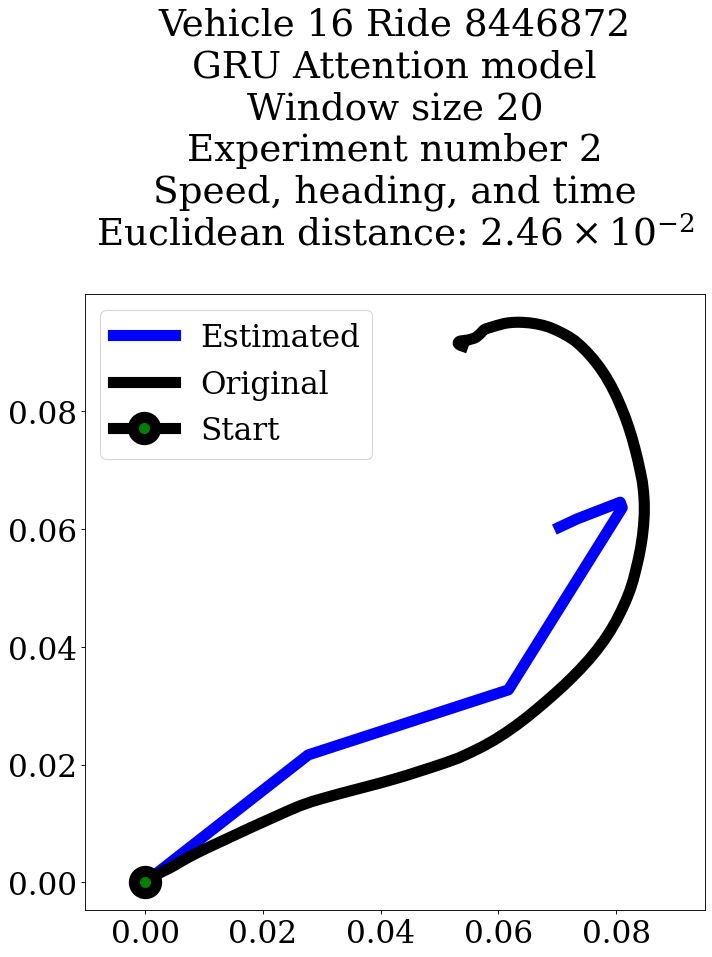 Vehicle 16 Ride 8446872
GRU Attention model
Window size 20
Experiment number 2
Speed, heading, and time
Euclidean distance: 2.46 × 10⁻²
Estimated
Original
Start
0.08
0.06
0.04
0.02
0.00
0.00 0.02 0.04 0.06 0.08